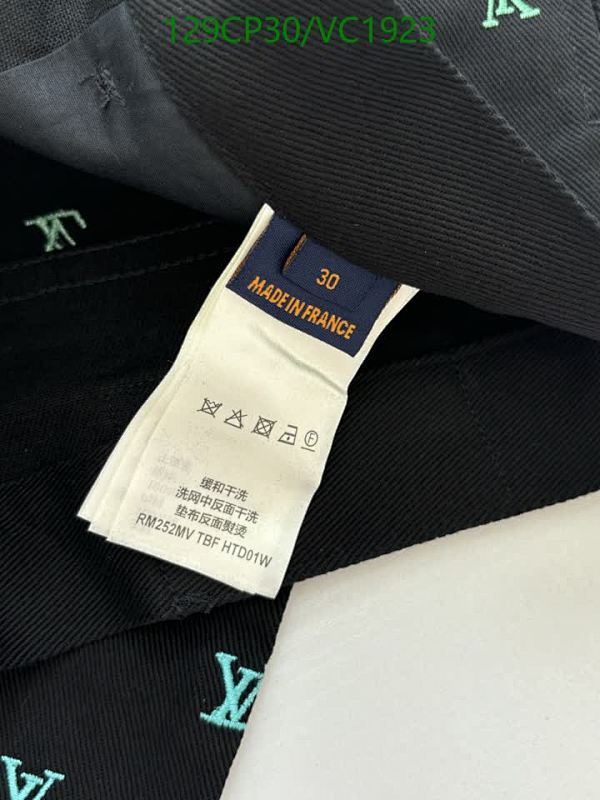 129CP30/VC1923
30
MADE IN FRANCE
缓和干洗
洗网中反面干洗
垫布反面熨烫
RM252MV TBF HTD01W